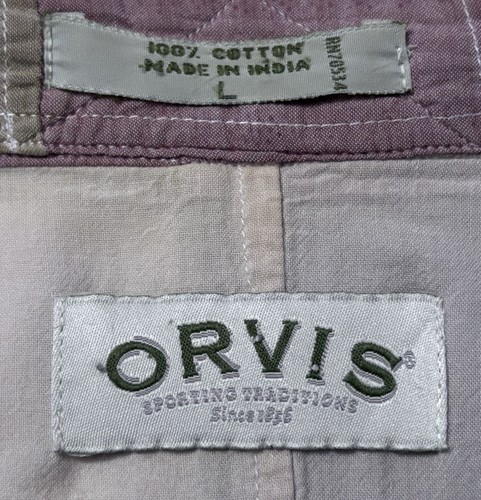 100% COTTON
MADE IN INDIA
L
RN70534
ORVIS®
SPORTING TRADITIONS
Since 1856